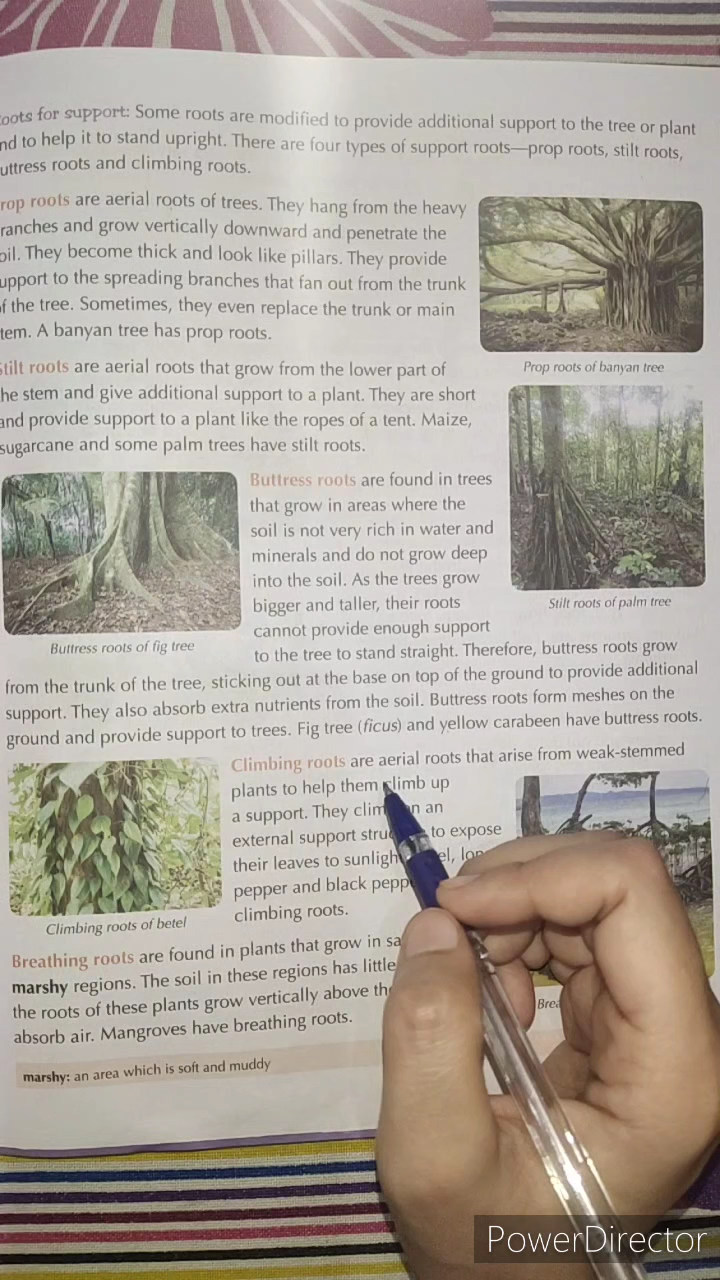 oots for support: Some roots are modified to provide additional support to the tree or plant
nd to help it to stand upright. There are four types of support roots—prop roots, stilt roots,
uttress roots and climbing roots.
rop roots are aerial roots of trees. They hang from the heavy
ranches and grow vertically downward and penetrate the
oil. They become thick and look like pillars. They provide
upport to the spreading branches that fan out from the trunk
f the tree. Sometimes, they even replace the trunk or main
tem. A banyan tree has prop roots.
Prop roots of banyan tree
Stilt roots are aerial roots that grow from the lower part of
he stem and give additional support to a plant. They are short
and provide support to a plant like the ropes of a tent. Maize,
sugarcane and some palm trees have stilt roots.
Stilt roots of palm tree
Buttress roots are found in trees
that grow in areas where the
soil is not very rich in water and
minerals and do not grow deep
into the soil. As the trees grow
bigger and taller, their roots
cannot provide enough support
Buttress roots of fig tree
to the tree to stand straight. Therefore, buttress roots grow
from the trunk of the tree, sticking out at the base on top of the ground to provide additional
support. They also absorb extra nutrients from the soil. Buttress roots form meshes on the
ground and provide support to trees. Fig tree (ficus) and yellow carabeen have buttress roots.
Climbing roots are aerial roots that arise from weak-stemmed
plants to help them climb up
a support. They clim on an
external support struc to expose
their leaves to sunligh el, lon
pepper and black pepp
climbing roots.
Climbing roots of betel
Breathing roots are found in plants that grow in sa
marshy regions. The soil in these regions has little
the roots of these plants grow vertically above th
absorb air. Mangroves have breathing roots.
Brea
marshy: an area which is soft and muddy
PowerDirector